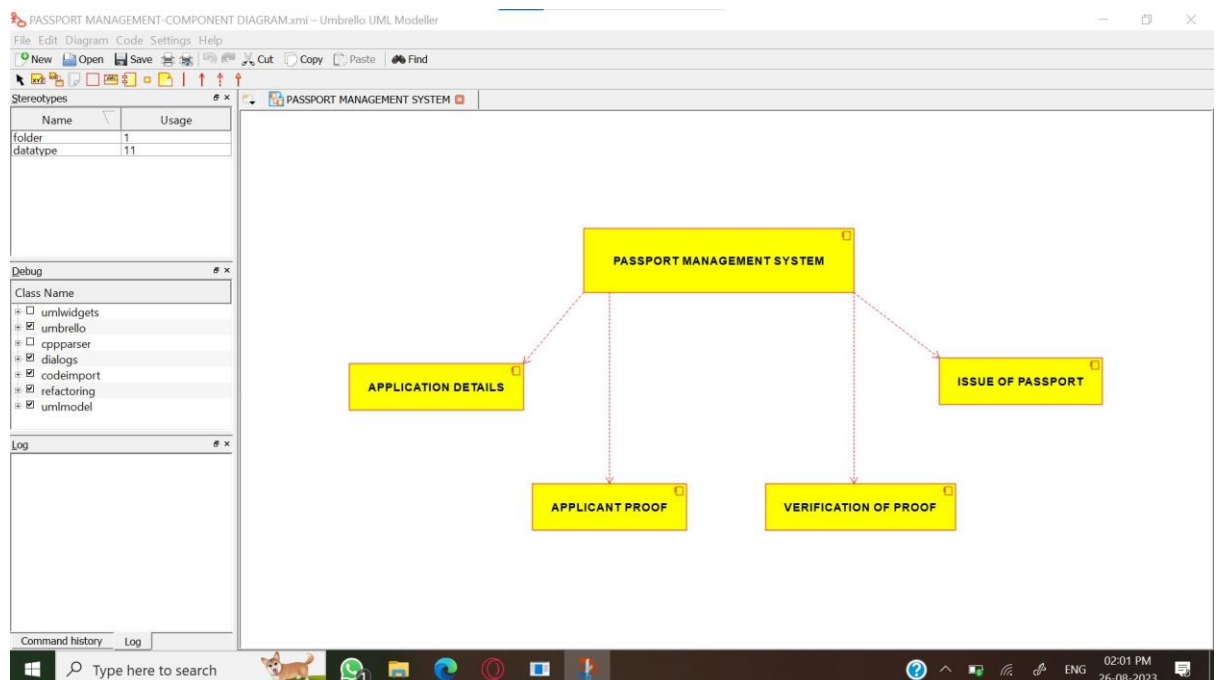 PASSPORT MANAGEMENT-COMPONENT DIAGRAM.xmi – Umbrello UML Modeller
File Edit Diagram Code Settings Help
New Open Save Cut Copy Paste Find
Stereotypes
PASSPORT MANAGEMENT SYSTEM
Name Usage
folder 1
datatype 11
Debug
Class Name
umlwidgets
umbrello
cppparser
dialogs
codeimport
refactoring
umlmodel
Log
Command history Log
PASSPORT MANAGEMENT SYSTEM
APPLICATION DETAILS
ISSUE OF PASSPORT
APPLICANT PROOF
VERIFICATION OF PROOF
Type here to search
ENG
02:01 PM
26-08-2023